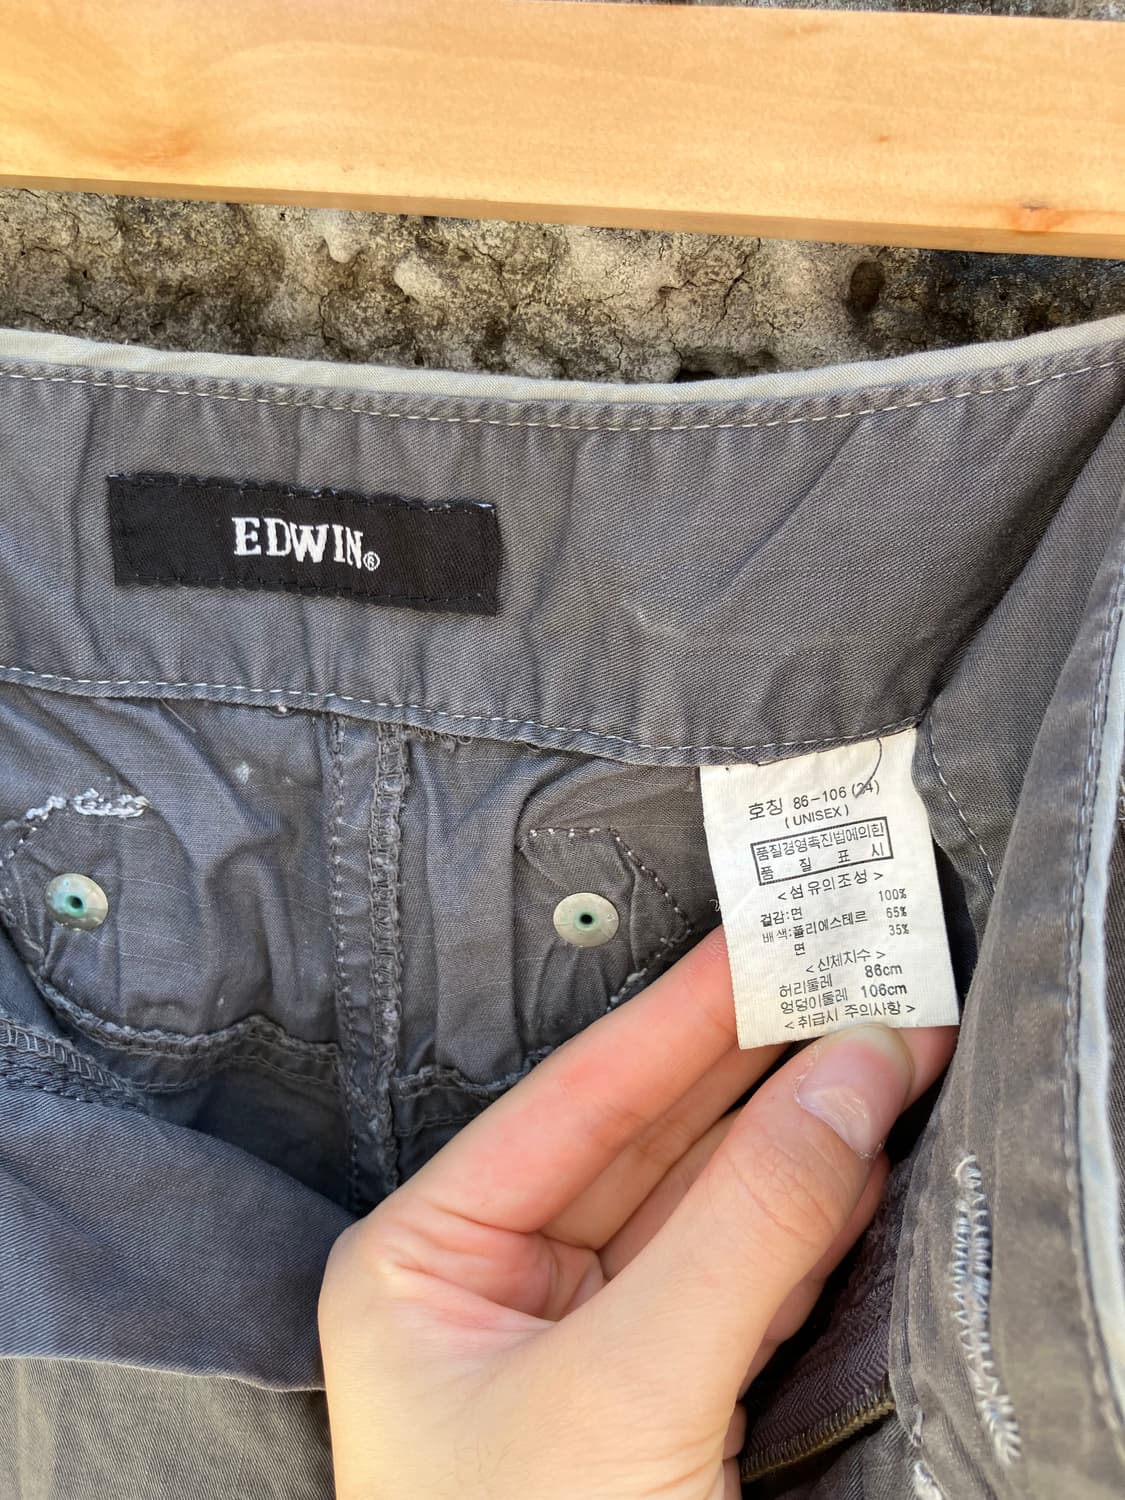 EDWIN®
호칭 86-106 (34)
(UNISEX)
품질경영촉진법에의한
품 질 표 시
<섬유의조성>
겉감:면 100%
배색:폴리에스테르 65%
면 35%
<신체치수>
허리둘레 86cm
엉덩이둘레 106cm
<취급시 주의사항>